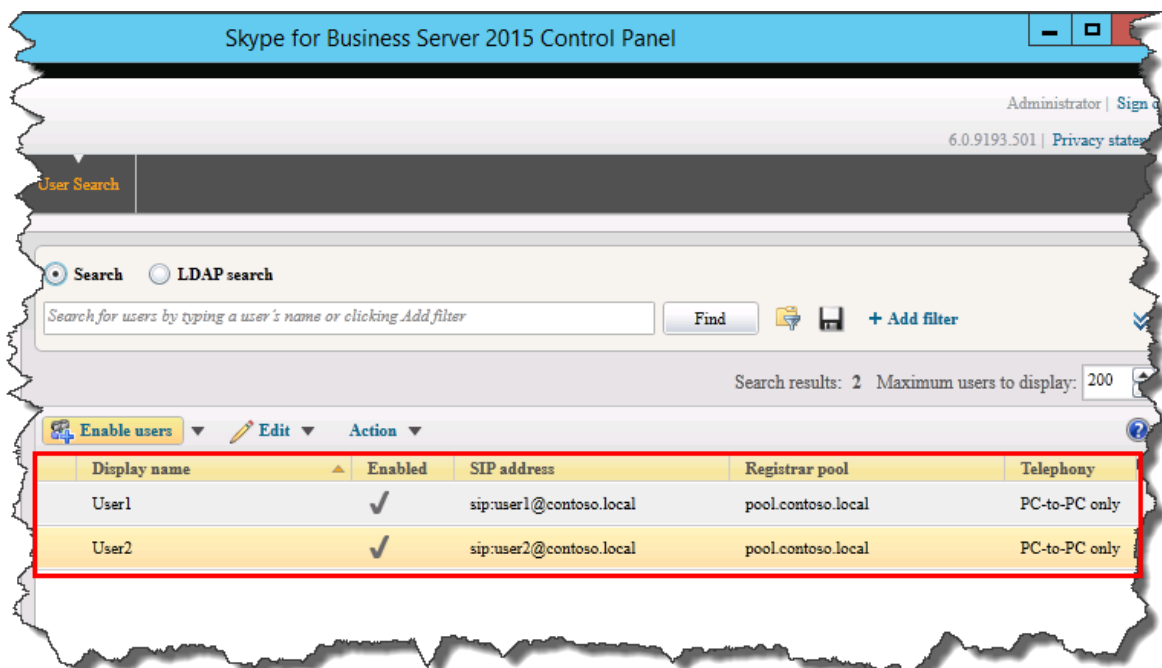 Skype for Business Server 2015 Control Panel
Administrator | Sign
6.0.9193.501 | Privacy
User Search
Search LDAP search
Search for users by typing a user's name or clicking Add filter Find + Add filter
Search results: 2 Maximum users to display: 200
Enable users ▼ Edit ▼ Action ▼ ?
Display name Enabled SIP address Registrar pool Telephony
User1 ✓ sip:user1@contoso.local pool.contoso.local PC-to-PC only
User2 ✓ sip:user2@contoso.local pool.contoso.local PC-to-PC only